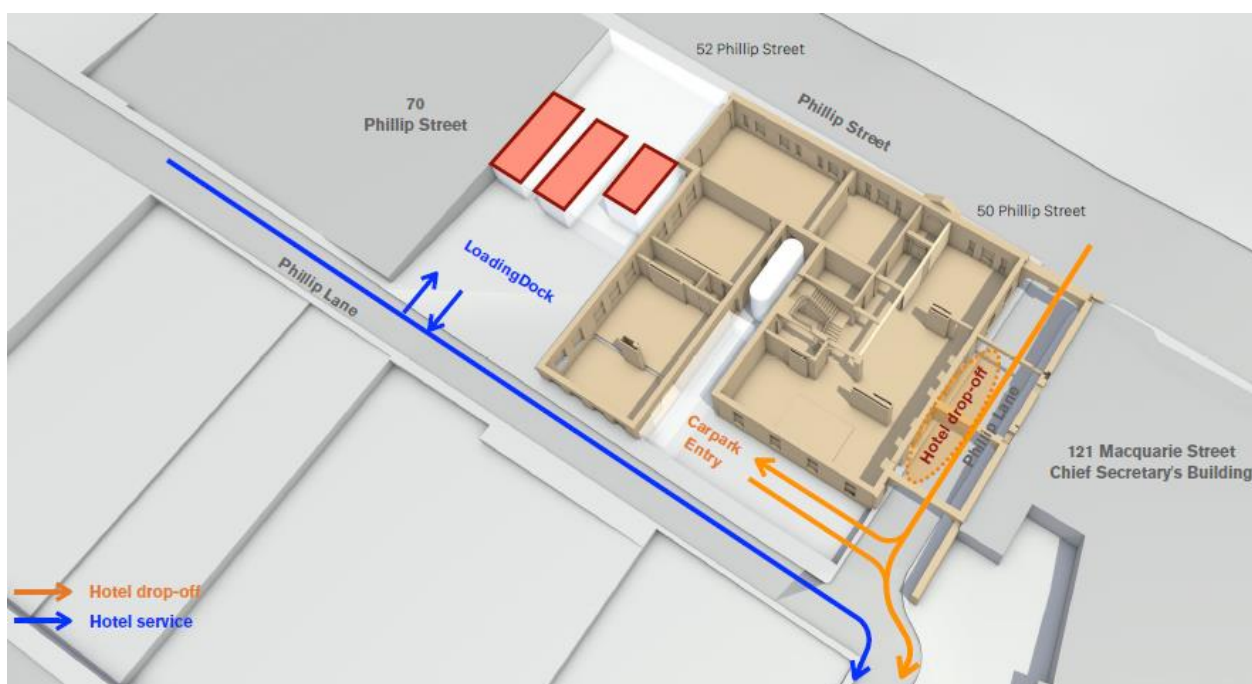 52 Phillip Street
Phillip Street
70
Phillip Street
50 Phillip Street
LoadingDock
Phillip Lane
Hotel drop-off
Phillip Lane
Carpark
Entry
121 Macquarie Street
Chief Secretary's Building
Hotel drop-off
Hotel service